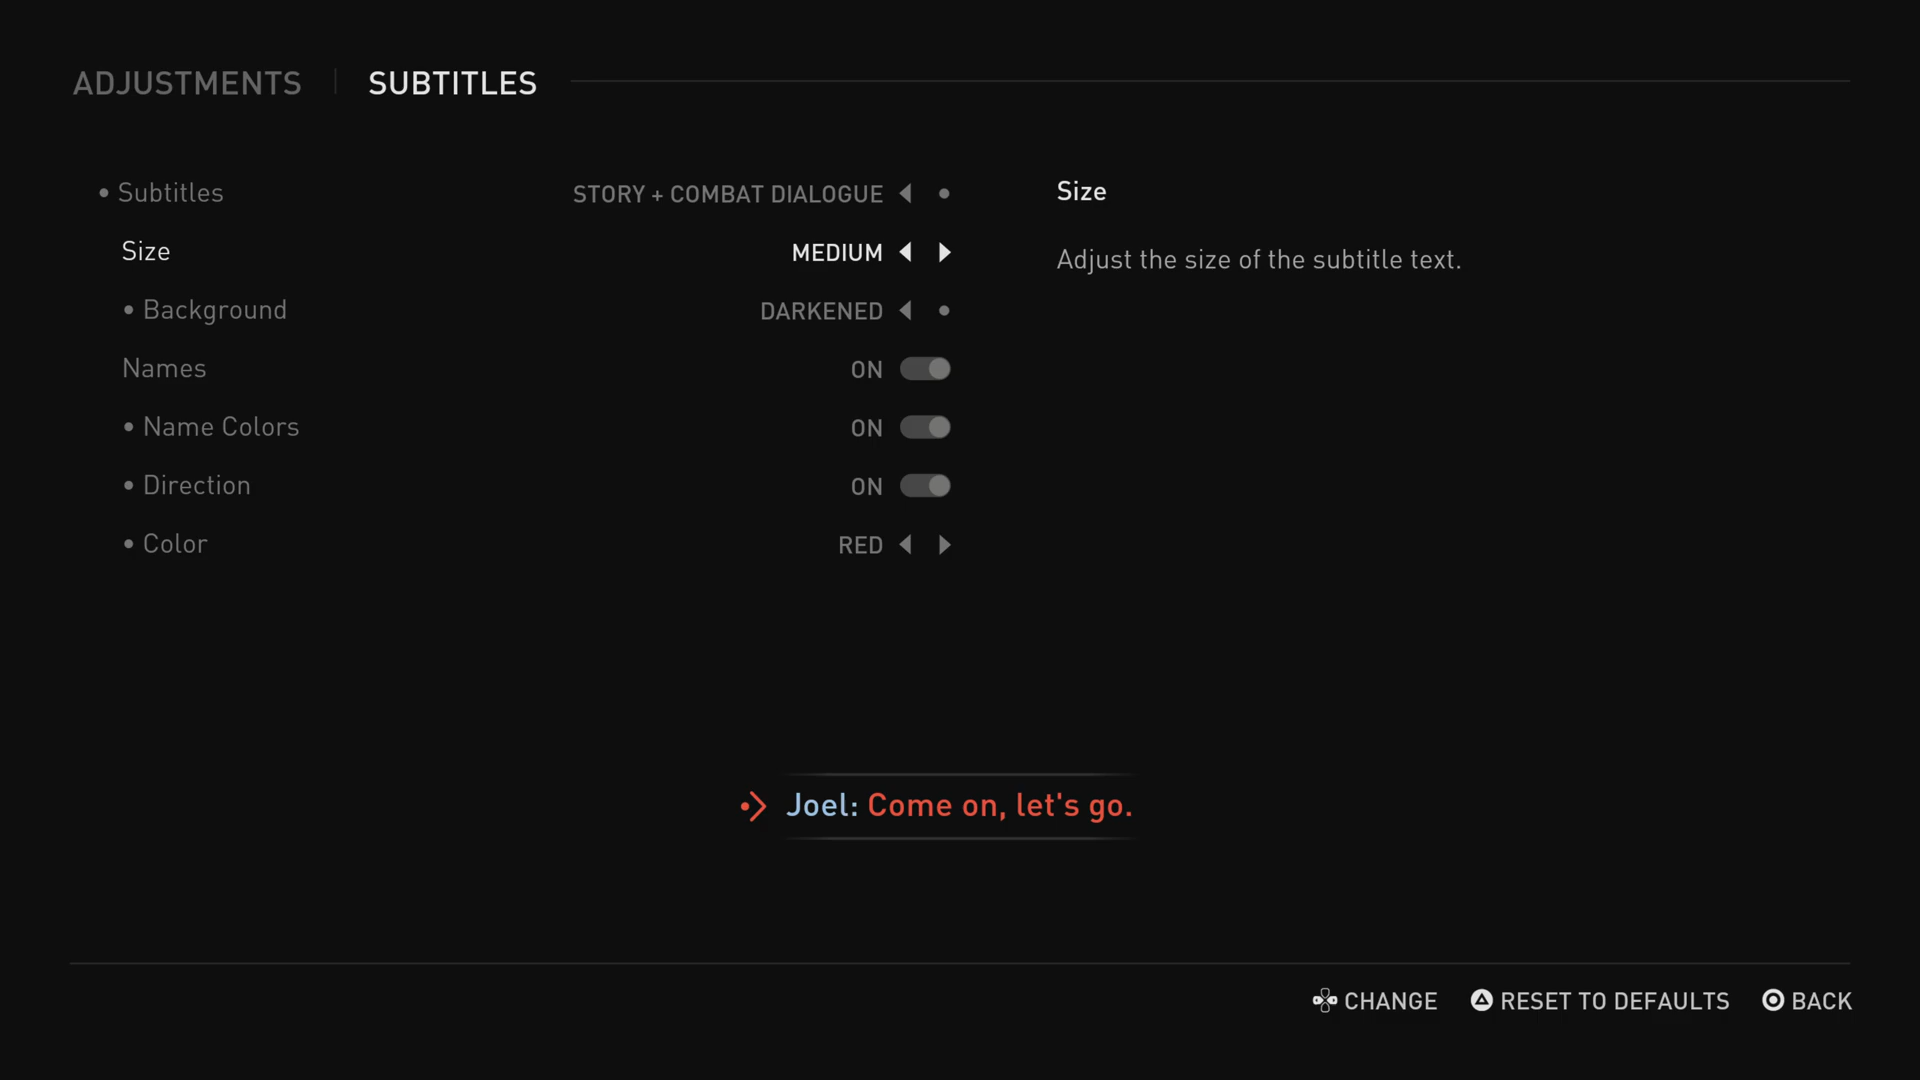 ADJUSTMENTS
SUBTITLES
• Subtitles STORY + COMBAT DIALOGUE
Size MEDIUM
• Background DARKENED
Names ON
• Name Colors ON
• Direction ON
• Color RED
Size
Adjust the size of the subtitle text.
Joel: Come on, let's go.
CHANGE RESET TO DEFAULTS BACK